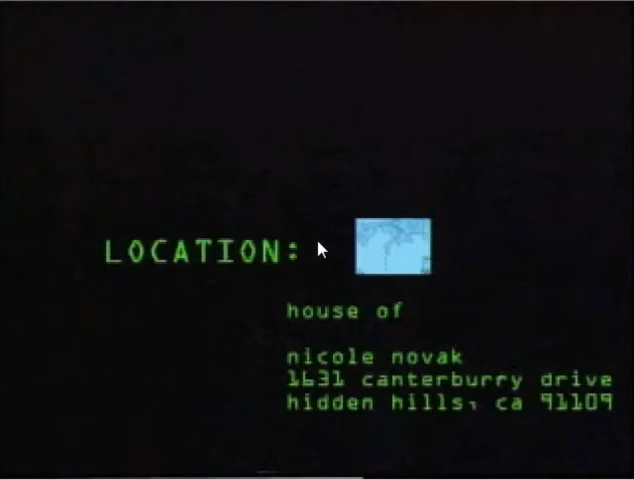 LOCATION:
house of
nicole novak
1631 canterburry drive
hidden hills, ca 91109